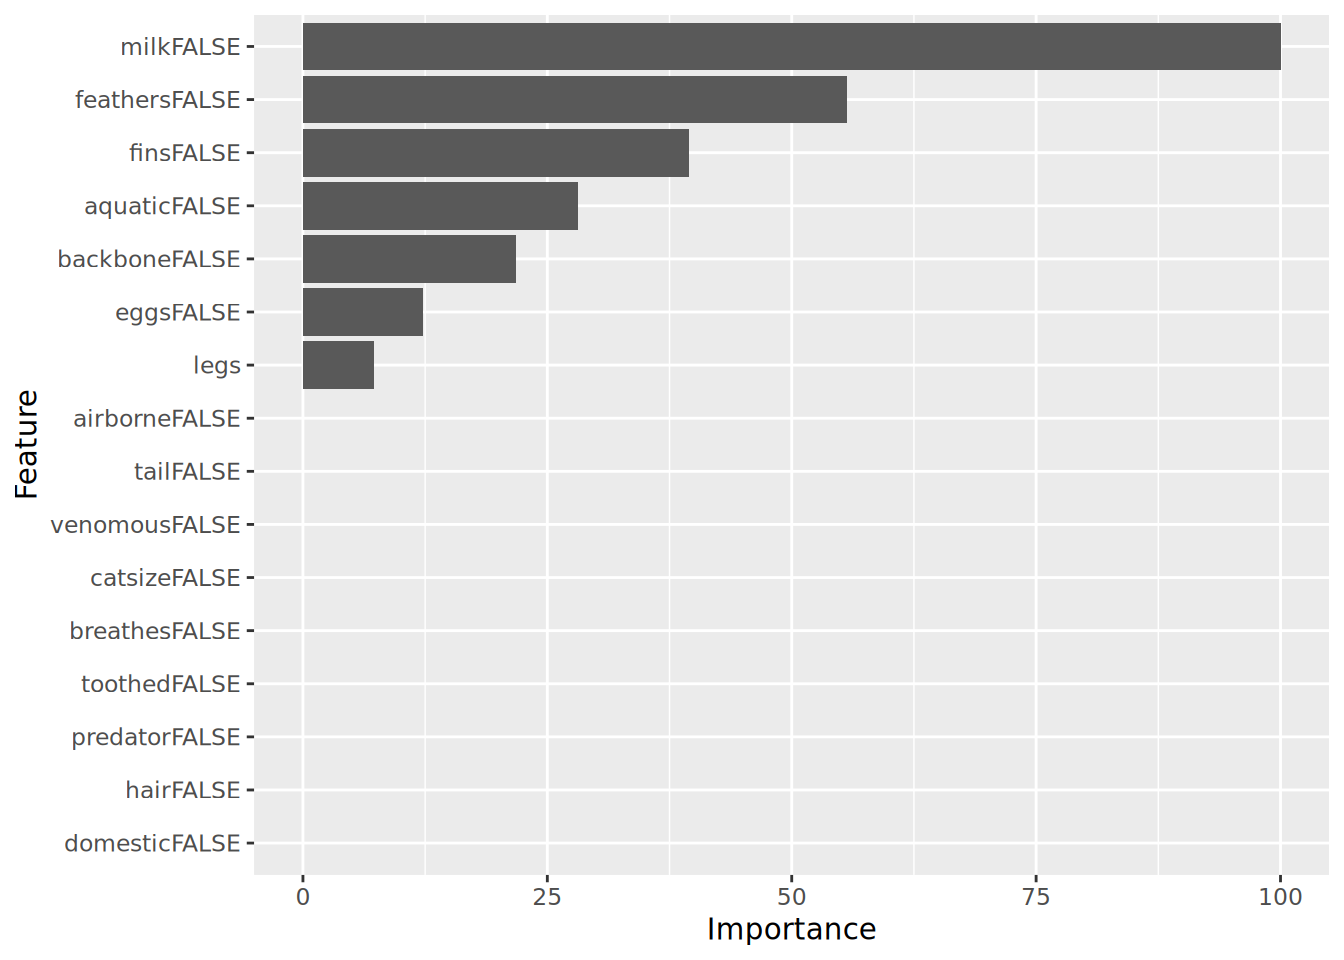 milkFALSE
feathersFALSE
finsFALSE
aquaticFALSE
backboneFALSE
eggsFALSE
legs
airborneFALSE
tailFALSE
venomousFALSE
catsizeFALSE
breathesFALSE
toothedFALSE
predatorFALSE
hairFALSE
domesticFALSE
Feature
0 25 50 75 100
Importance